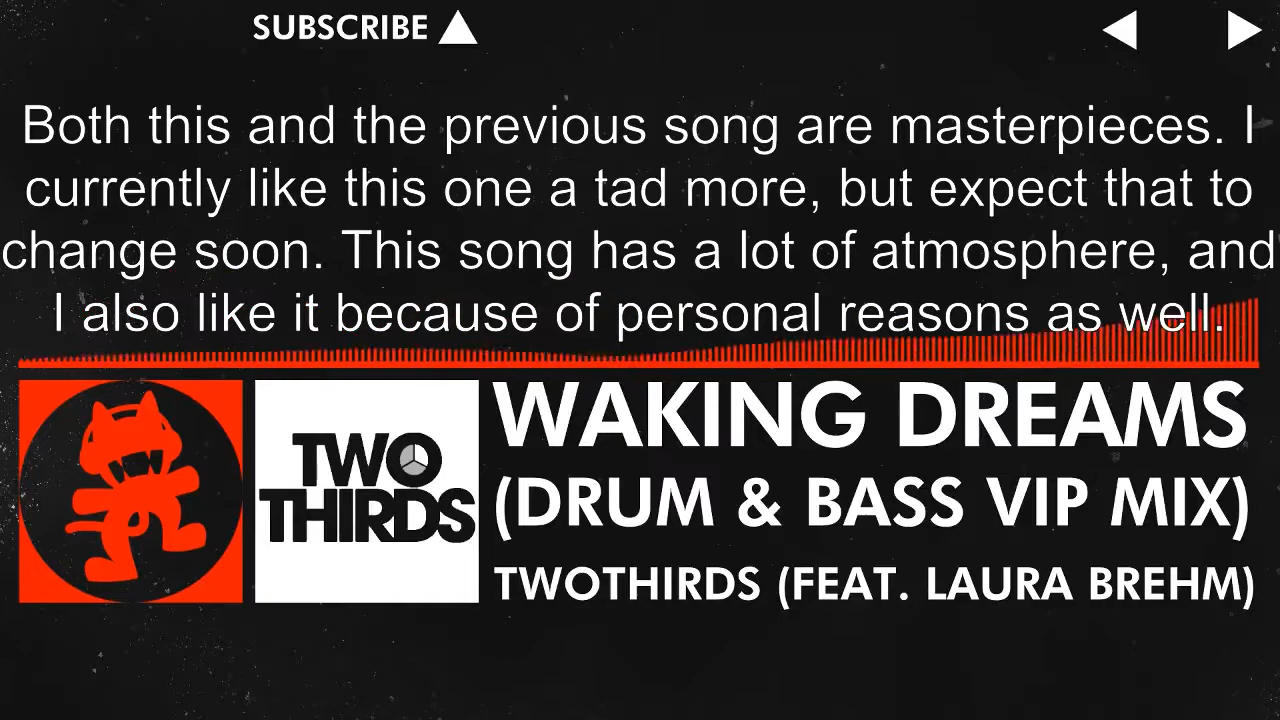 SUBSCRIBE
Both this and the previous song are masterpieces. I
currently like this one a tad more, but expect that to
change soon. This song has a lot of atmosphere, and
I also like it because of personal reasons as well.
TWO
THIRDS
WAKING DREAMS
(DRUM & BASS VIP MIX)
TWOTHIRDS (FEAT. LAURA BREHM)